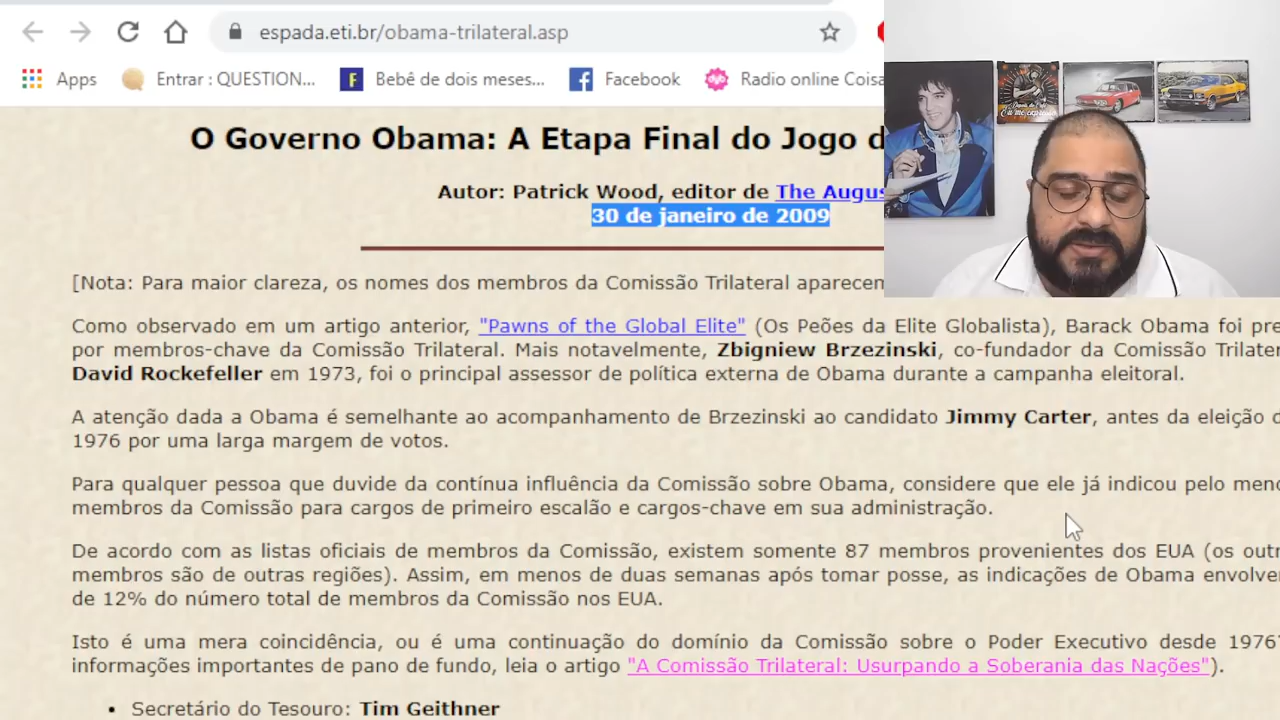 espada.eti.br/obama-trilateral.asp
Apps Entrar : QUESTION... Bebê de dois meses... Facebook Radio online Coisa
O Governo Obama: A Etapa Final do Jogo
Autor: Patrick Wood, editor de The
30 de janeiro de 2009
[Nota: Para maior clareza, os nomes dos membros da Comissão Trilateral
Como observado em um artigo anterior, "Pawns of the Global Elite" (Os Peões da Elite Globalista), Barack Obama foi
por membros-chave da Comissão Trilateral. Mais notavelmente, Zbigniew Brzezinski, co-fundador da Comissão
David Rockefeller em 1973, foi o principal assessor de política externa de Obama durante a campanha eleitoral.
A atenção dada a Obama é semelhante ao acompanhamento de Brzezinski ao candidato Jimmy Carter, antes da eleição
1976 por uma larga margem de votos.
Para qualquer pessoa que duvide da contínua influência da Comissão sobre Obama, considere que ele já indicou pelo
membros da Comissão para cargos de primeiro escalão e cargos-chave em sua administração.
De acordo com as listas oficiais de membros da Comissão, existem somente 87 membros provenientes dos EUA (os
membros são de outras regiões). Assim, em menos de duas semanas após tomar posse, as indicações de Obama
de 12% do número total de membros da Comissão nos EUA.
Isto é uma mera coincidência, ou é uma continuação do domínio da Comissão sobre o Poder Executivo desde 1976?
informações importantes de pano de fundo, leia o artigo "A Comissão Trilateral: Usurpando a Soberania das Nações").
• Secretário do Tesouro: Tim Geithner